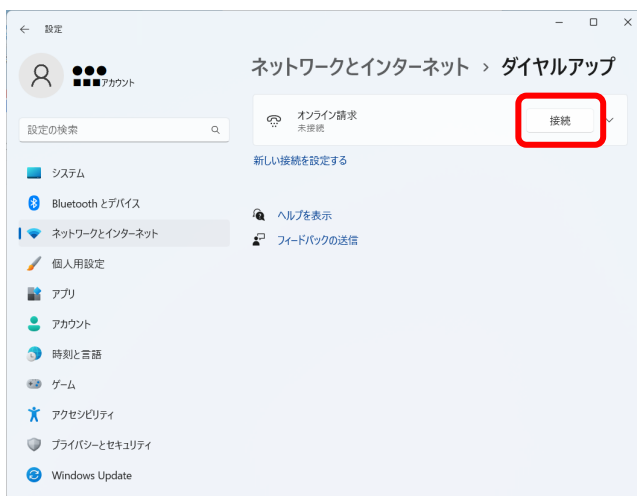 ← 設定
●●●
■■■アカウント
設定の検索
システム
Bluetooth とデバイス
ネットワークとインターネット
個人用設定
アプリ
アカウント
時刻と言語
ゲーム
アクセシビリティ
プライバシーとセキュリティ
Windows Update
ネットワークとインターネット › ダイヤルアップ
オンライン請求
未接続
接続
新しい接続を設定する
ヘルプを表示
フィードバックの送信